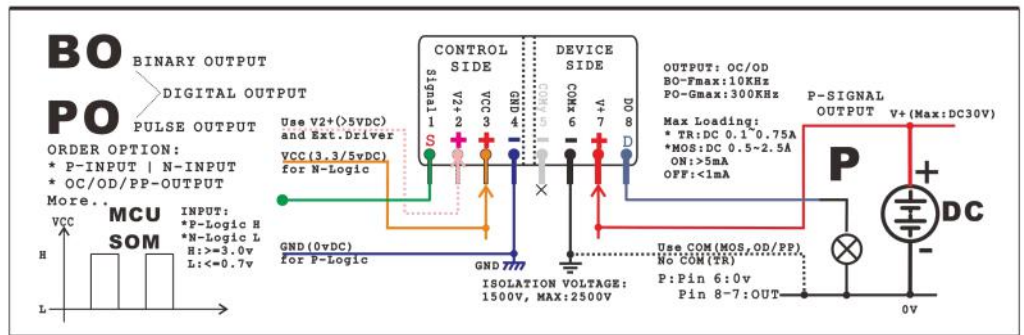 BO BINARY OUTPUT
DIGITAL OUTPUT
PO PULSE OUTPUT
ORDER OPTION:
* P-INPUT | N-INPUT
* OC/OD/PP-OUTPUT
More..
VCC
H
L
MCU
SOM
INPUT:
*P-Logic H
*N-Logic L
H:>=3.0v
L:<=0.7v
Use V2+(>5VDC)
and Ext.Driver
VCC(3.3/5vDC)
for N-Logic
GND(0vDC)
for P-Logic
CONTROL
SIDE
DEVICE
SIDE
Signal 1
V2+ 2
VCC 3
GND 4
COM+ 5
COMx 6
V+ 7
DO 8
S
D
GND
ISOLATION VOLTAGE:
1500V, MAX:2500V
OUTPUT: OC/OD
BO-Fmax:10KHz
PO-Gmax:300KHz
Max Loading:
* TR:DC 0.1~0.75A
*MOS:DC 0.5~2.5A
ON:>5mA
OFF:<1mA
P-SIGNAL
OUTPUT
V+(Max:DC30V)
P
DC
Use COM(MOS,OD/PP)
No COM(TR)
P:Pin 6:0v
Pin 8-7:OUT
0V